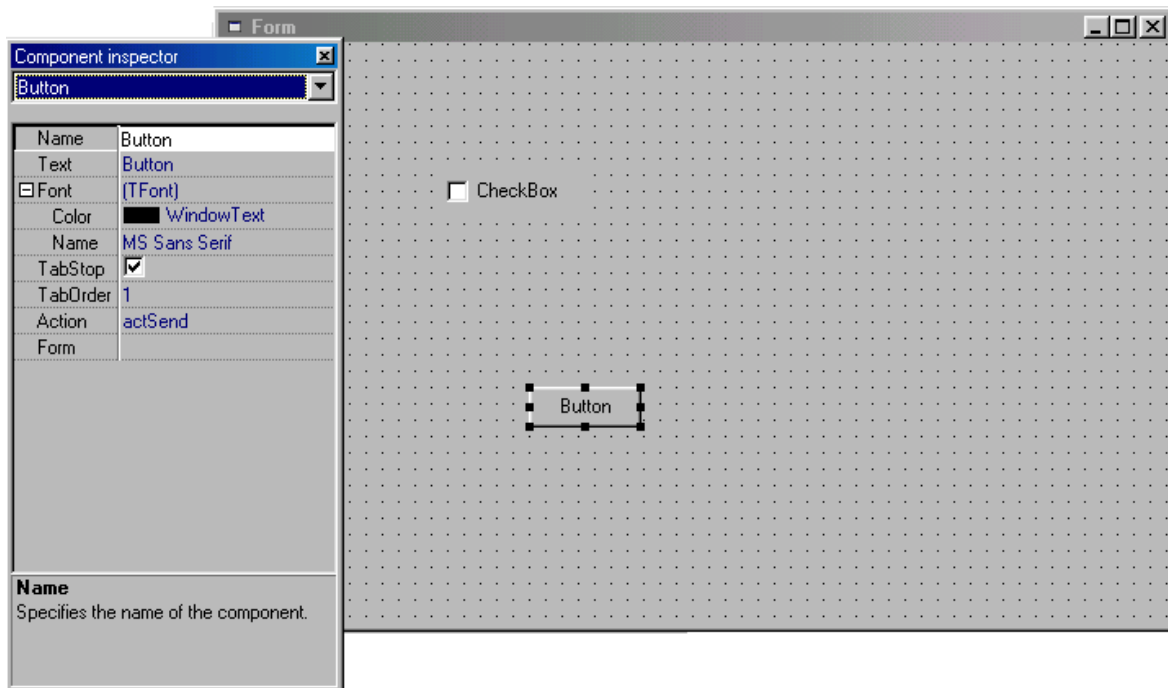 Form
Component inspector
Button
Name Button
Text Button
Font (TFont)
Color WindowText
Name MS Sans Serif
TabStop
TabOrder 1
Action actSend
Form
Name
Specifies the name of the component.
CheckBox
Button